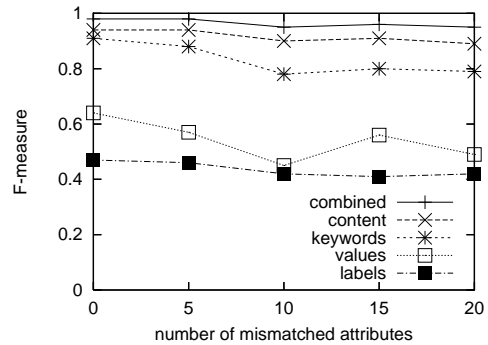 1
0.8
0.6
0.4
0.2
0
F-measure
combined
content
keywords
values
labels
0 5 10 15 20
number of mismatched attributes